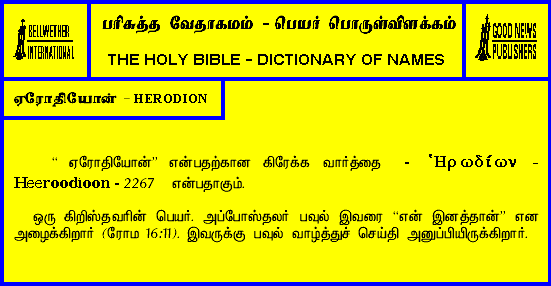 BELLWETHER
INTERNATIONAL
பரிசுத்த வேதாகமம் - பெயர் பொருள்விளக்கம்
THE HOLY BIBLE - DICTIONARY OF NAMES
GOOD NEWS
PUBLISHERS
ஏரோதியோன் - HERODION
“ ஏரோதியோன்” என்பதற்கான கிரேக்க வார்த்தை - Ἡρωδίων -
Heeroodioon - 2267 என்பதாகும்.
ஒரு கிறிஸ்தவரின் பெயர். அப்போஸ்தலர் பவுல் இவரை “என் இனத்தான்” என
அழைக்கிறார் (ரோம 16:11). இவருக்கு பவுல் வாழ்த்துச் செய்தி அனுப்பியிருக்கிறார்.